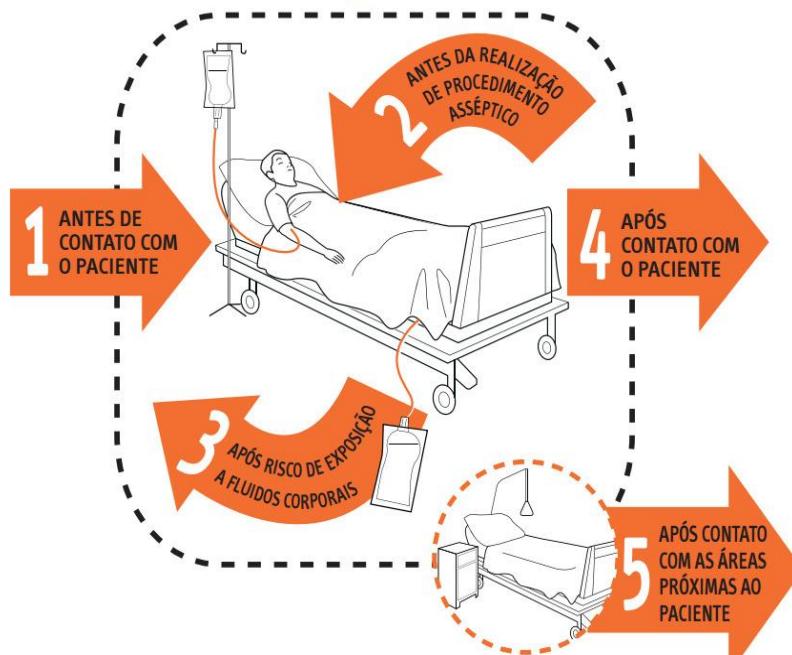 1
ANTES DE
CONTATO COM
O PACIENTE
2
ANTES DA REALIZAÇÃO
DE PROCEDIMENTO
ASSÉPTICO
3
APÓS RISCO DE EXPOSIÇÃO
A FLUIDOS CORPORAIS
4
APÓS
CONTATO COM
O PACIENTE
5
APÓS CONTATO
COM AS ÁREAS
PRÓXIMAS AO
PACIENTE